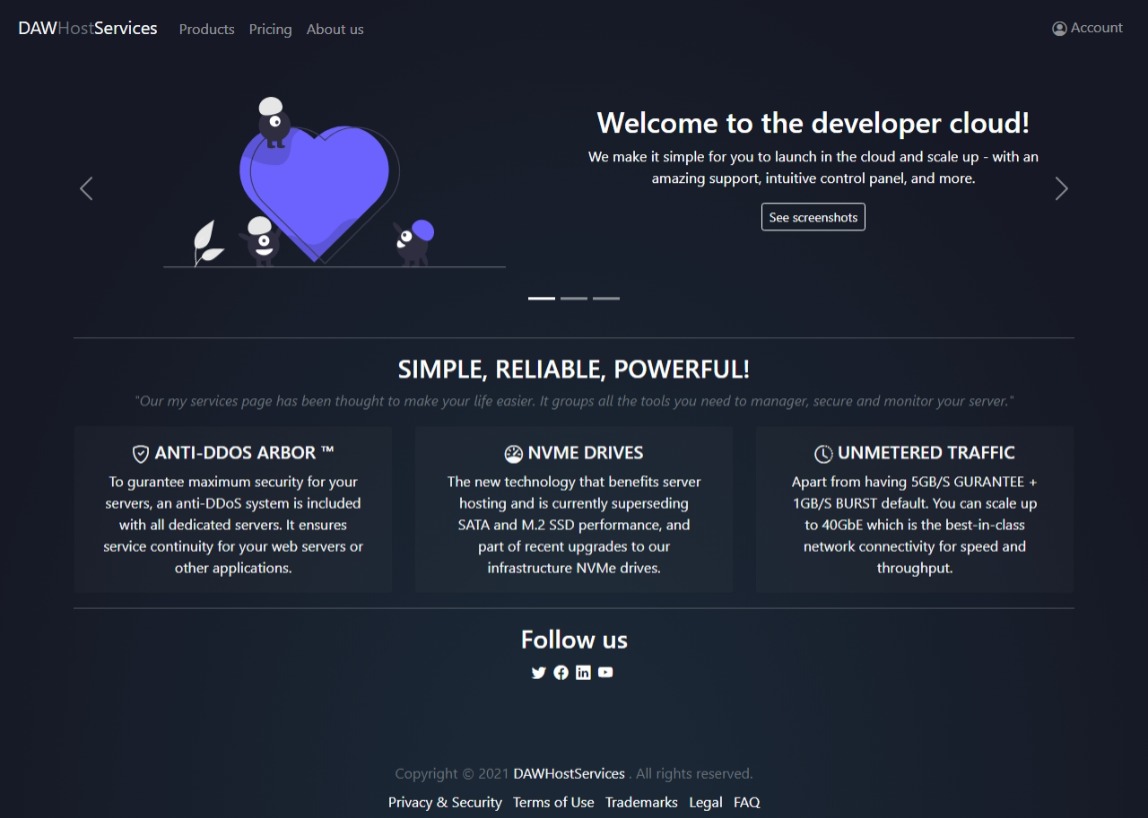 DAWHostServices Products Pricing About us Account
Welcome to the developer cloud!
We make it simple for you to launch in the cloud and scale up - with an
amazing support, intuitive control panel, and more.
See screenshots
SIMPLE, RELIABLE, POWERFUL!
"Our my services page has been thought to make your life easier. It groups all the tools you need to manager, secure and monitor your server."
ANTI-DDOS ARBOR ™
To gurantee maximum security for your
servers, an anti-DDoS system is included
with all dedicated servers. It ensures
service continuity for your web servers or
other applications.
NVME DRIVES
The new technology that benefits server
hosting and is currently superseding
SATA and M.2 SSD performance, and
part of recent upgrades to our
infrastructure NVMe drives.
UNMETERED TRAFFIC
Apart from having 5GB/S GURANTEE +
1GB/S BURST default. You can scale up
to 40GbE which is the best-in-class
network connectivity for speed and
throughput.
Follow us
Copyright © 2021 DAWHostServices . All rights reserved.
Privacy & Security Terms of Use Trademarks Legal FAQ